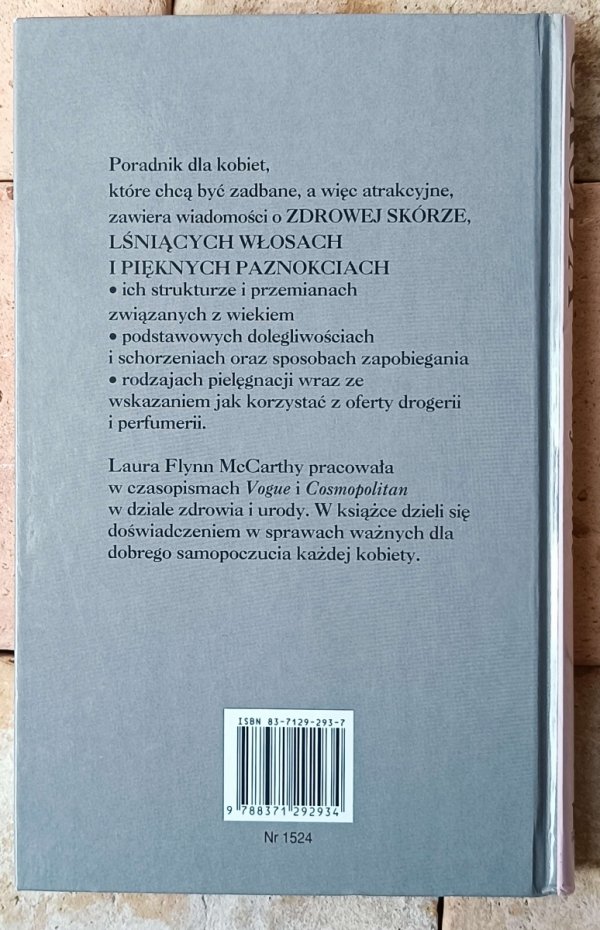 Poradnik dla kobiet,
które chcą być zadbane, a więc atrakcyjne,
zawiera wiadomości o ZDROWEJ SKÓRZE,
LŚNIĄCYCH WŁOSACH
I PIĘKNYCH PAZNOKCIACH
• ich strukturze i przemianach
związanych z wiekiem
• podstawowych dolegliwościach
i schorzeniach oraz sposobach zapobiegania
• rodzajach pielęgnacji wraz ze
wskazaniem jak korzystać z oferty drogerii
i perfumerii.
Laura Flynn McCarthy pracowała
w czasopismach Vogue i Cosmopolitan
w dziale zdrowia i urody. W książce dzieli się
doświadczeniem w sprawach ważnych dla
dobrego samopoczucia każdej kobiety.
ISBN 83-7129-293-7
9 788371 292934
Nr 1524